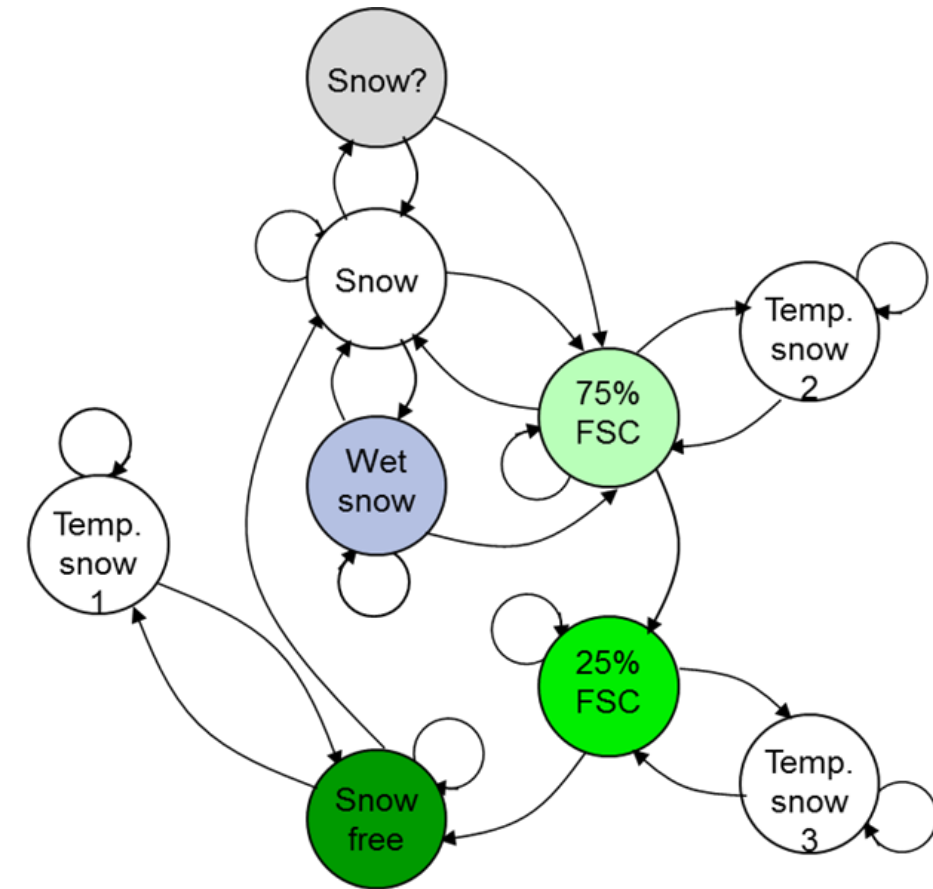 Snow?
Snow
Temp.
snow
2
75%
FSC
Wet
snow
Temp.
snow
1
25%
FSC
Temp.
snow
3
Snow
free